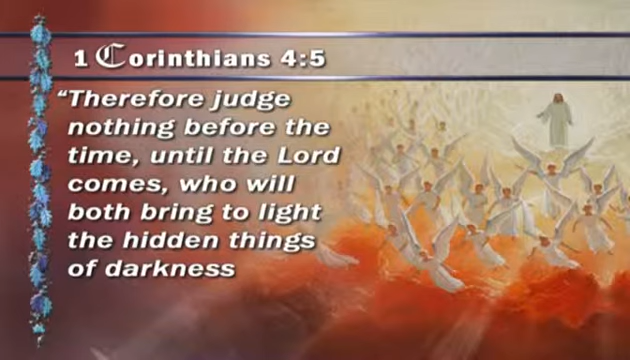 1 Corinthians 4:5
“Therefore judge
nothing before the
time, until the Lord
comes, who will
both bring to light
the hidden things
of darkness